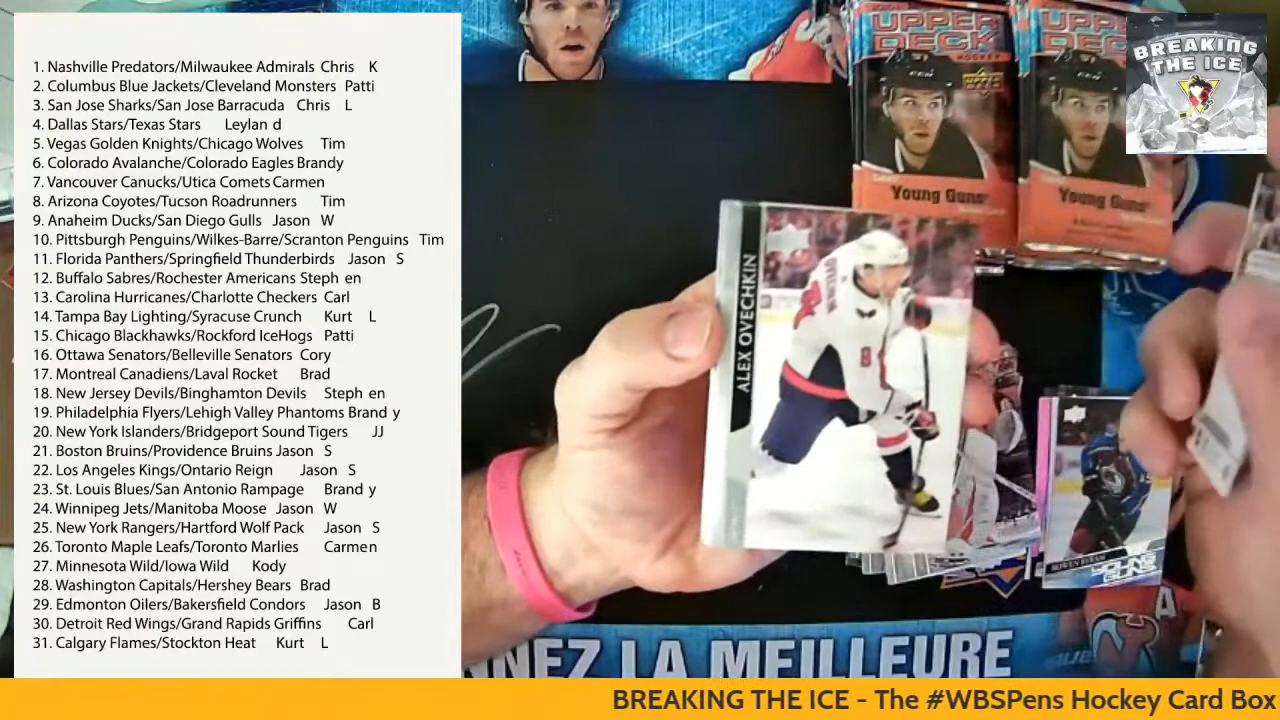 1. Nashville Predators/Milwaukee Admirals Chris K
2. Columbus Blue Jackets/Cleveland Monsters Patti
3. San Jose Sharks/San Jose Barracuda Chris L
4. Dallas Stars/Texas Stars Leylan d
5. Vegas Golden Knights/Chicago Wolves Tim
6. Colorado Avalanche/Colorado Eagles Brandy
7. Vancouver Canucks/Utica Comets Carmen
8. Arizona Coyotes/Tucson Roadrunners Tim
9. Anaheim Ducks/San Diego Gulls Jason W
10. Pittsburgh Penguins/Wilkes-Barre/Scranton Penguins Tim
11. Florida Panthers/Springfield Thunderbirds Jason S
12. Buffalo Sabres/Rochester Americans Steph en
13. Carolina Hurricanes/Charlotte Checkers Carl
14. Tampa Bay Lighting/Syracuse Crunch Kurt L
15. Chicago Blackhawks/Rockford IceHogs Patti
16. Ottawa Senators/Belleville Senators Cory
17. Montreal Canadiens/Laval Rocket Brad
18. New Jersey Devils/Binghamton Devils Steph en
19. Philadelphia Flyers/Lehigh Valley Phantoms Brand y
20. New York Islanders/Bridgeport Sound Tigers JJ
21. Boston Bruins/Providence Bruins Jason S
22. Los Angeles Kings/Ontario Reign Jason S
23. St. Louis Blues/San Antonio Rampage Brand y
24. Winnipeg Jets/Manitoba Moose Jason W
25. New York Rangers/Hartford Wolf Pack Jason S
26. Toronto Maple Leafs/Toronto Marlies Carmen
27. Minnesota Wild/Iowa Wild Kody
28. Washington Capitals/Hershey Bears Brad
29. Edmonton Oilers/Bakersfield Condors Jason B
30. Detroit Red Wings/Grand Rapids Griffins Carl
31. Calgary Flames/Stockton Heat Kurt L
UPPER DECK
HOCKEY
Young Guns
UPPER DEC
Young Guns
BREAKING
THE ICE
ALEX OVECHKIN
OVECHKIN
8
BOWEN BYRAM
YOUNG GUNS
A
NNEZ LA MEILLEURE
BREAKING THE ICE - The #WBSPens Hockey Card Box